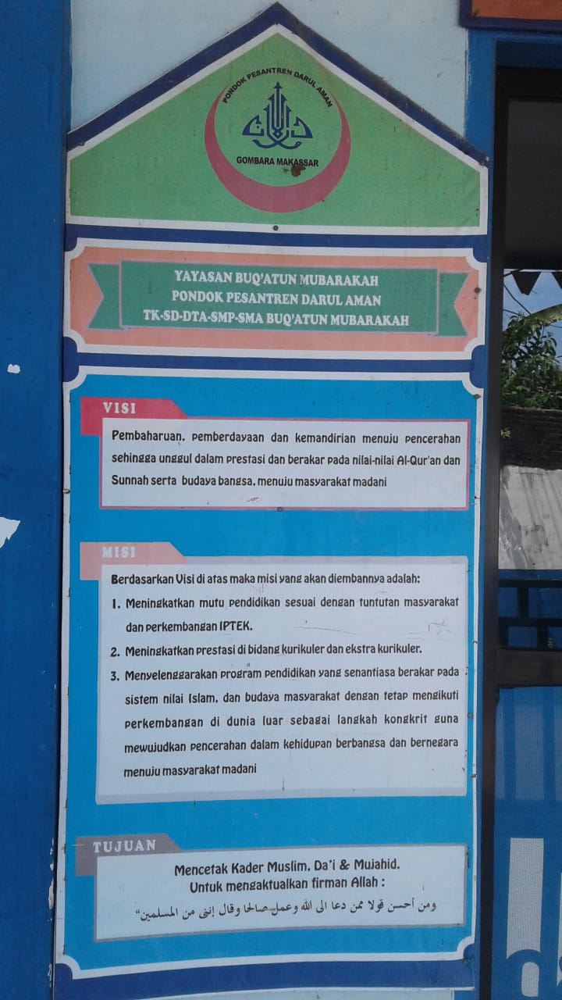 PONDOK PESANTREN DARUL AMAN
GOMBARA MAKASSAR
YAYASAN BUQ'ATUN MUBARAKAH
PONDOK PESANTREN DARUL AMAN
TK-SD-DTA-SMP-SMA BUQ'ATUN MUBARAKAH
VISI
Pembaharuan, pemberdayaan dan kemandirian menuju pencerahan
sehingga unggul dalam prestasi dan berakar pada nilai-nilai Al-Qur'an dan
Sunnah serta budaya bangsa, menuju masyarakat madani
MISI
Berdasarkan Visi di atas maka misi yang akan diembannya adalah:
1. Meningkatkan mutu pendidikan sesuai dengan tuntutan masyarakat
dan perkembangan IPTEK.
2. Meningkatkan prestasi di bidang kurikuler dan ekstra kurikuler.
3. Menyelenggarakan program pendidikan yang senantiasa berakar pada
sistem nilai Islam, dan budaya masyarakat dengan tetap mengikuti
perkembangan di dunia luar sebagai langkah kongkrit guna
mewujudkan pencerahan dalam kehidupan berbangsa dan bernegara
menuju masyarakat madani
TUJUAN
Mencetak Kader Muslim, Da'i & Mujahid.
Untuk mengaktualkan firman Allah :
ومن أحسن قولا ممن دعا الى الله وعمل صالحا وقال إننى من المسلمين“